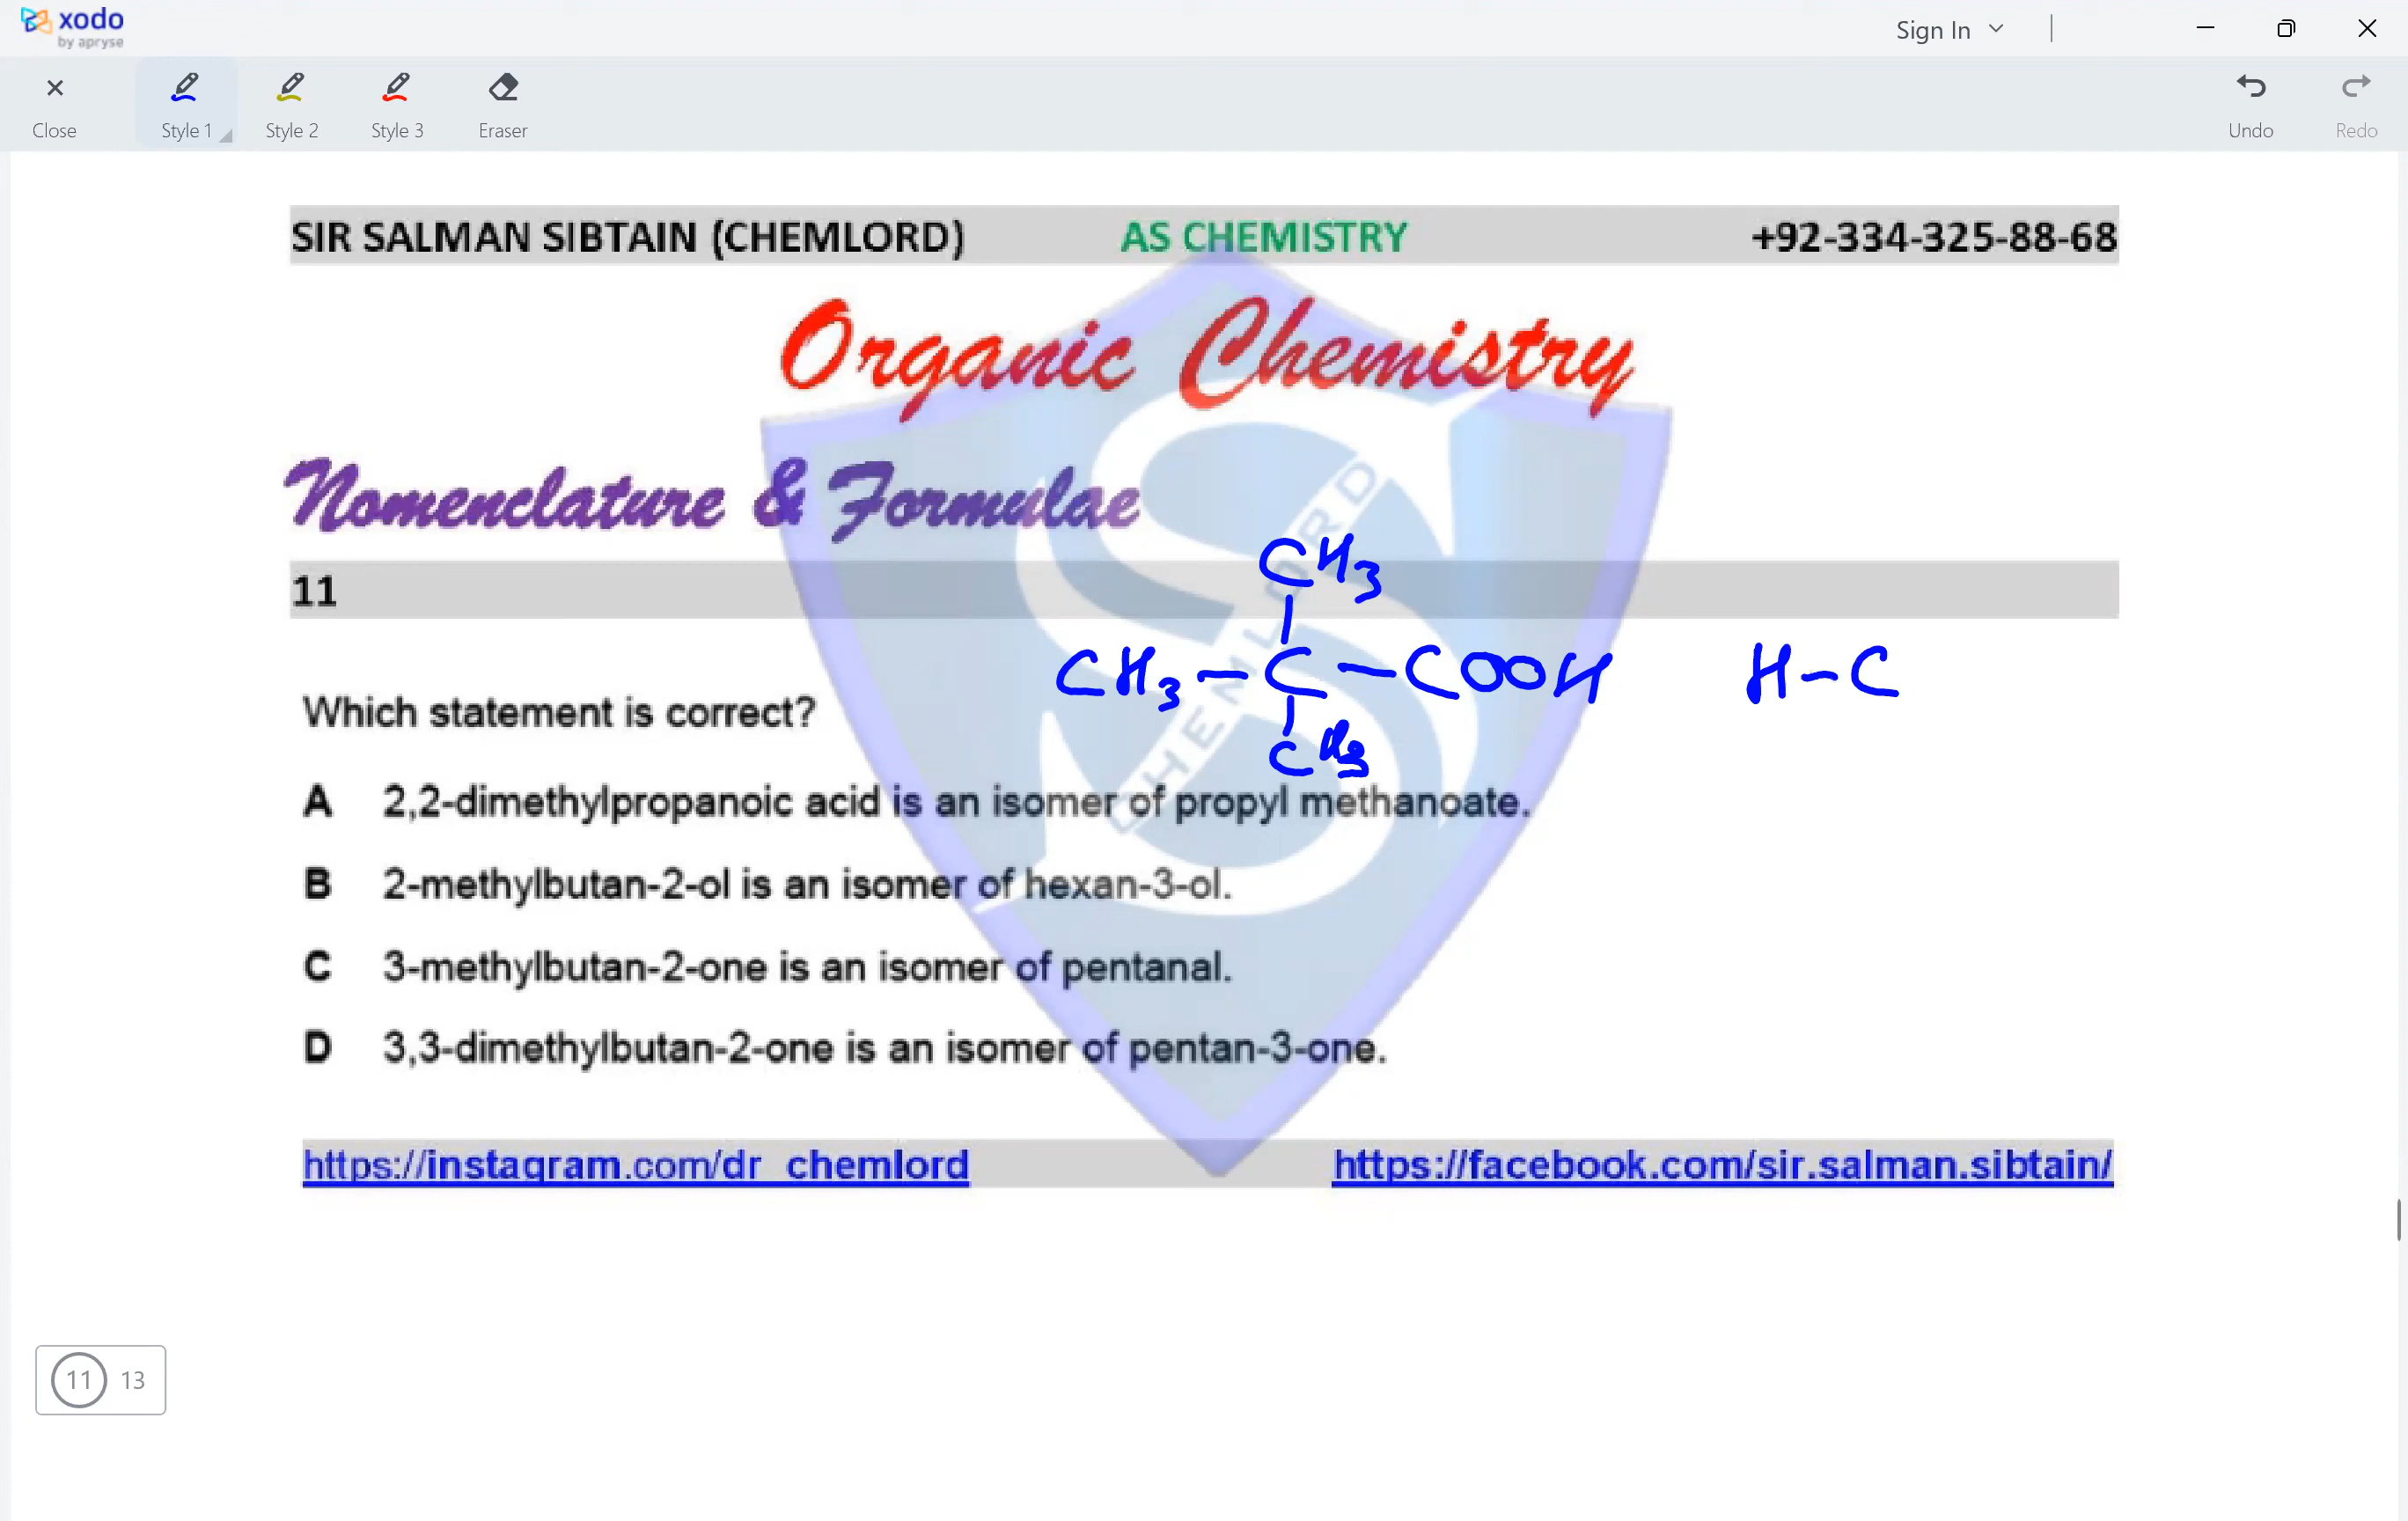 xodo
by apryse
Sign In
Close
Style 1
Style 2
Style 3
Eraser
Undo
Redo
SIR SALMAN SIBTAIN (CHEMLORD) AS CHEMISTRY +92-334-325-88-68
Organic Chemistry
Nomenclature & Formulae
11
CH3
CH3-C-COOH H-C
CH3
CHEMLORD
Which statement is correct?
A 2,2-dimethylpropanoic acid is an isomer of propyl methanoate.
B 2-methylbutan-2-ol is an isomer of hexan-3-ol.
C 3-methylbutan-2-one is an isomer of pentanal.
D 3,3-dimethylbutan-2-one is an isomer of pentan-3-one.
https://instagram.com/dr_chemlord https://facebook.com/sir.salman.sibtain/
11 13